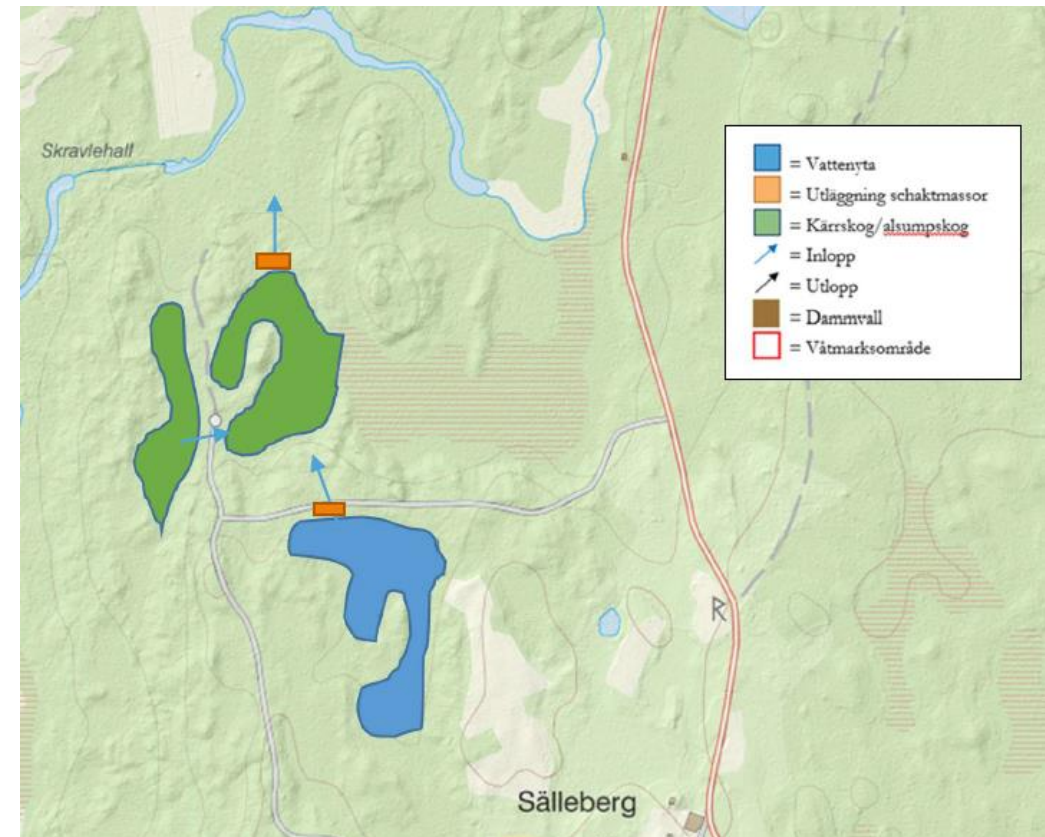 Skravlehall
= Vattenyta
= Utläggning schaktmassor
= Kärrskog/alsumpskog
= Inlopp
= Utlopp
= Dammvall
= Våtmarksområde
R
Sälleberg